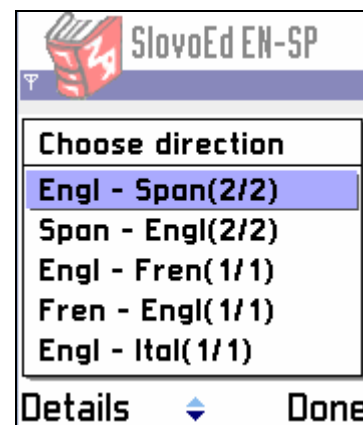 SlovoEd EN-SP
Choose direction
Engl - Span(2/2)
Span - Engl(2/2)
Engl - Fren(1/1)
Fren - Engl(1/1)
Engl - Ital(1/1)
Details Done